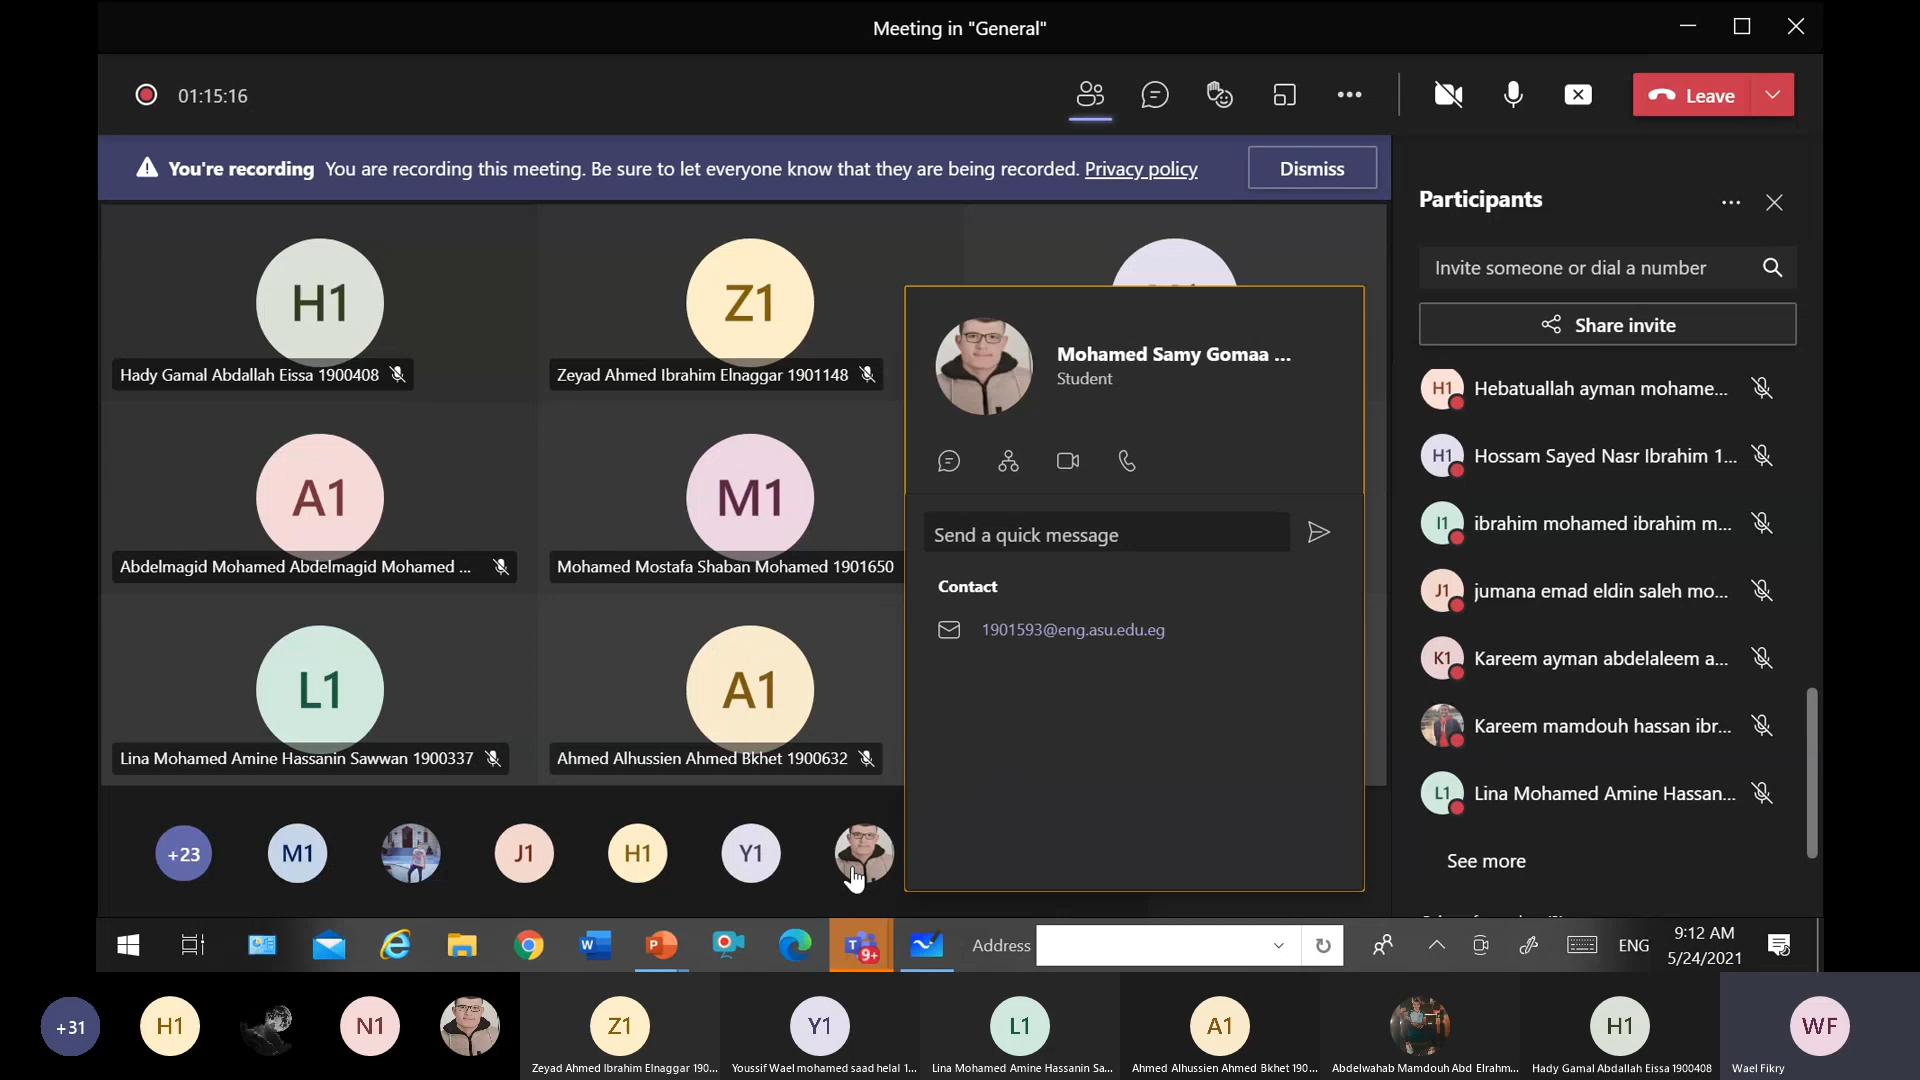 Meeting in "General"
01:15:16
Leave
You're recording You are recording this meeting. Be sure to let everyone know that they are being recorded. Privacy policy
Dismiss
Participants
Invite someone or dial a number
Share invite
H1
Hady Gamal Abdallah Eissa 1900408
Z1
Zeyad Ahmed Ibrahim Elnaggar 1901148
A1
Abdelmagid Mohamed Abdelmagid Mohamed ...
M1
Mohamed Mostafa Shaban Mohamed 1901650
L1
Lina Mohamed Amine Hassanin Sawwan 1900337
A1
Ahmed Alhussien Ahmed Bkhet 1900632
Mohamed Samy Gomaa ...
Student
Send a quick message
Contact
1901593@eng.asu.edu.eg
H1 Hebatuallah ayman mohame...
H1 Hossam Sayed Nasr Ibrahim 1...
I1 ibrahim mohamed ibrahim m...
J1 jumana emad eldin saleh mo...
K1 Kareem ayman abdelaleem a...
Kareem mamdouh hassan ibr...
L1 Lina Mohamed Amine Hassan...
See more
+23
M1
J1
H1
Y1
9+
Address
ENG
9:12 AM
5/24/2021
+31
H1
N1
Z1
Zeyad Ahmed Ibrahim Elnaggar 190...
Y1
Youssif Wael mohamed saad helal 1...
L1
Lina Mohamed Amine Hassanin Sa...
A1
Ahmed Alhussien Ahmed Bkhet 190...
Abdelwahab Mamdouh Abd Elrahm...
H1
Hady Gamal Abdallah Eissa 1900408
WF
Wael Fikry